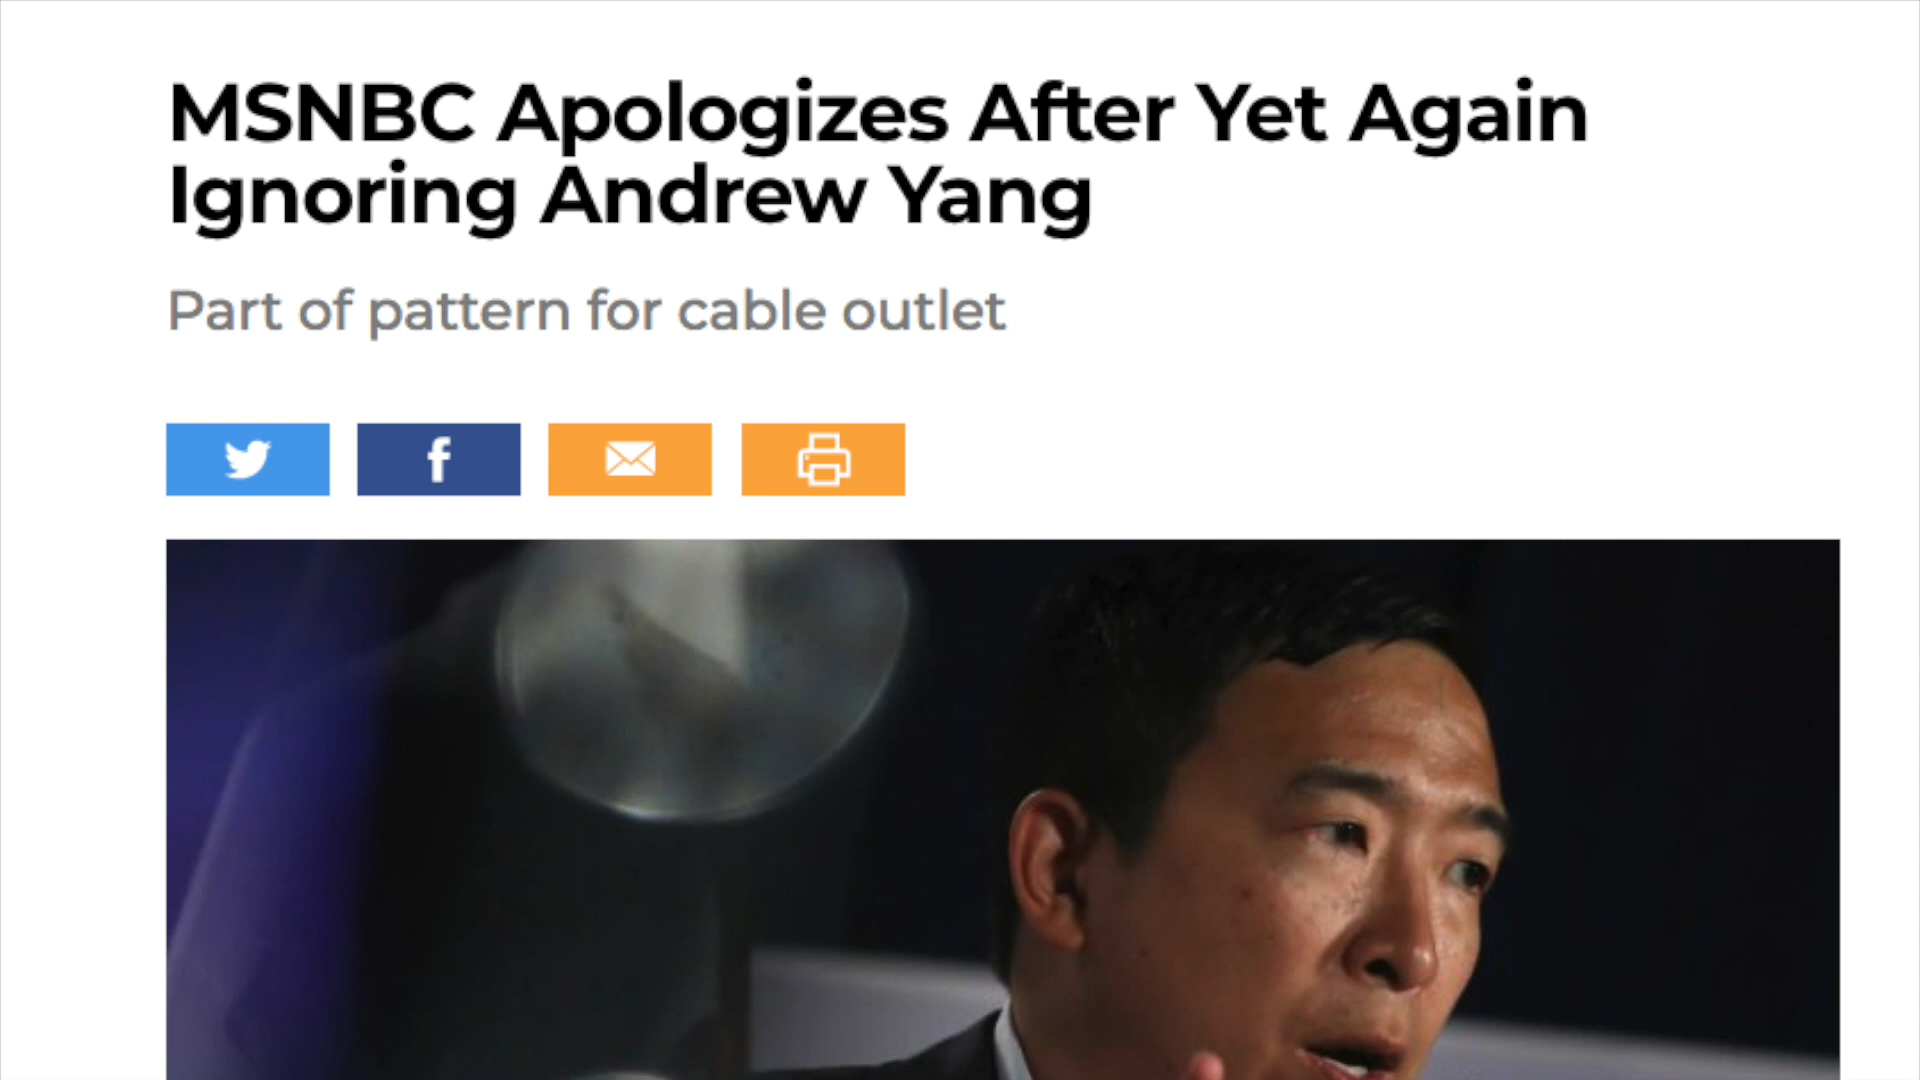 MSNBC Apologizes After Yet Again
Ignoring Andrew Yang
Part of pattern for cable outlet